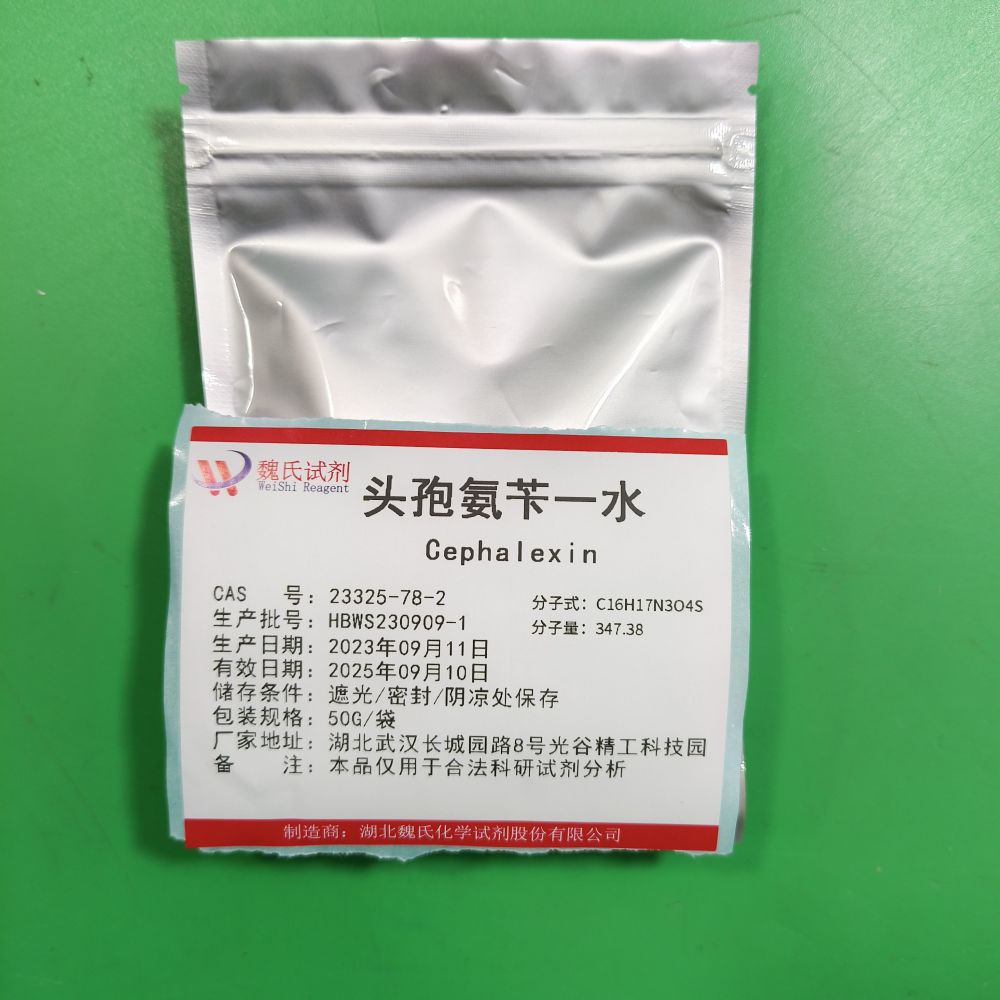 魏氏试剂
WeiShi Reagent
头孢氨苄一水
Cephalexin
CAS 号：23325-78-2
生产批号：HBWS230909-1
生产日期：2023年09月11日
有效日期：2025年09月10日
储存条件：遮光/密封/阴凉处保存
包装规格：50G/袋
厂家地址：湖北武汉长城园路8号光谷精工科技园
备 注：本品仅用于合法科研试剂分析
分子式：C16H17N3O4S
分子量：347.38
制造商：湖北魏氏化学试剂股份有限公司